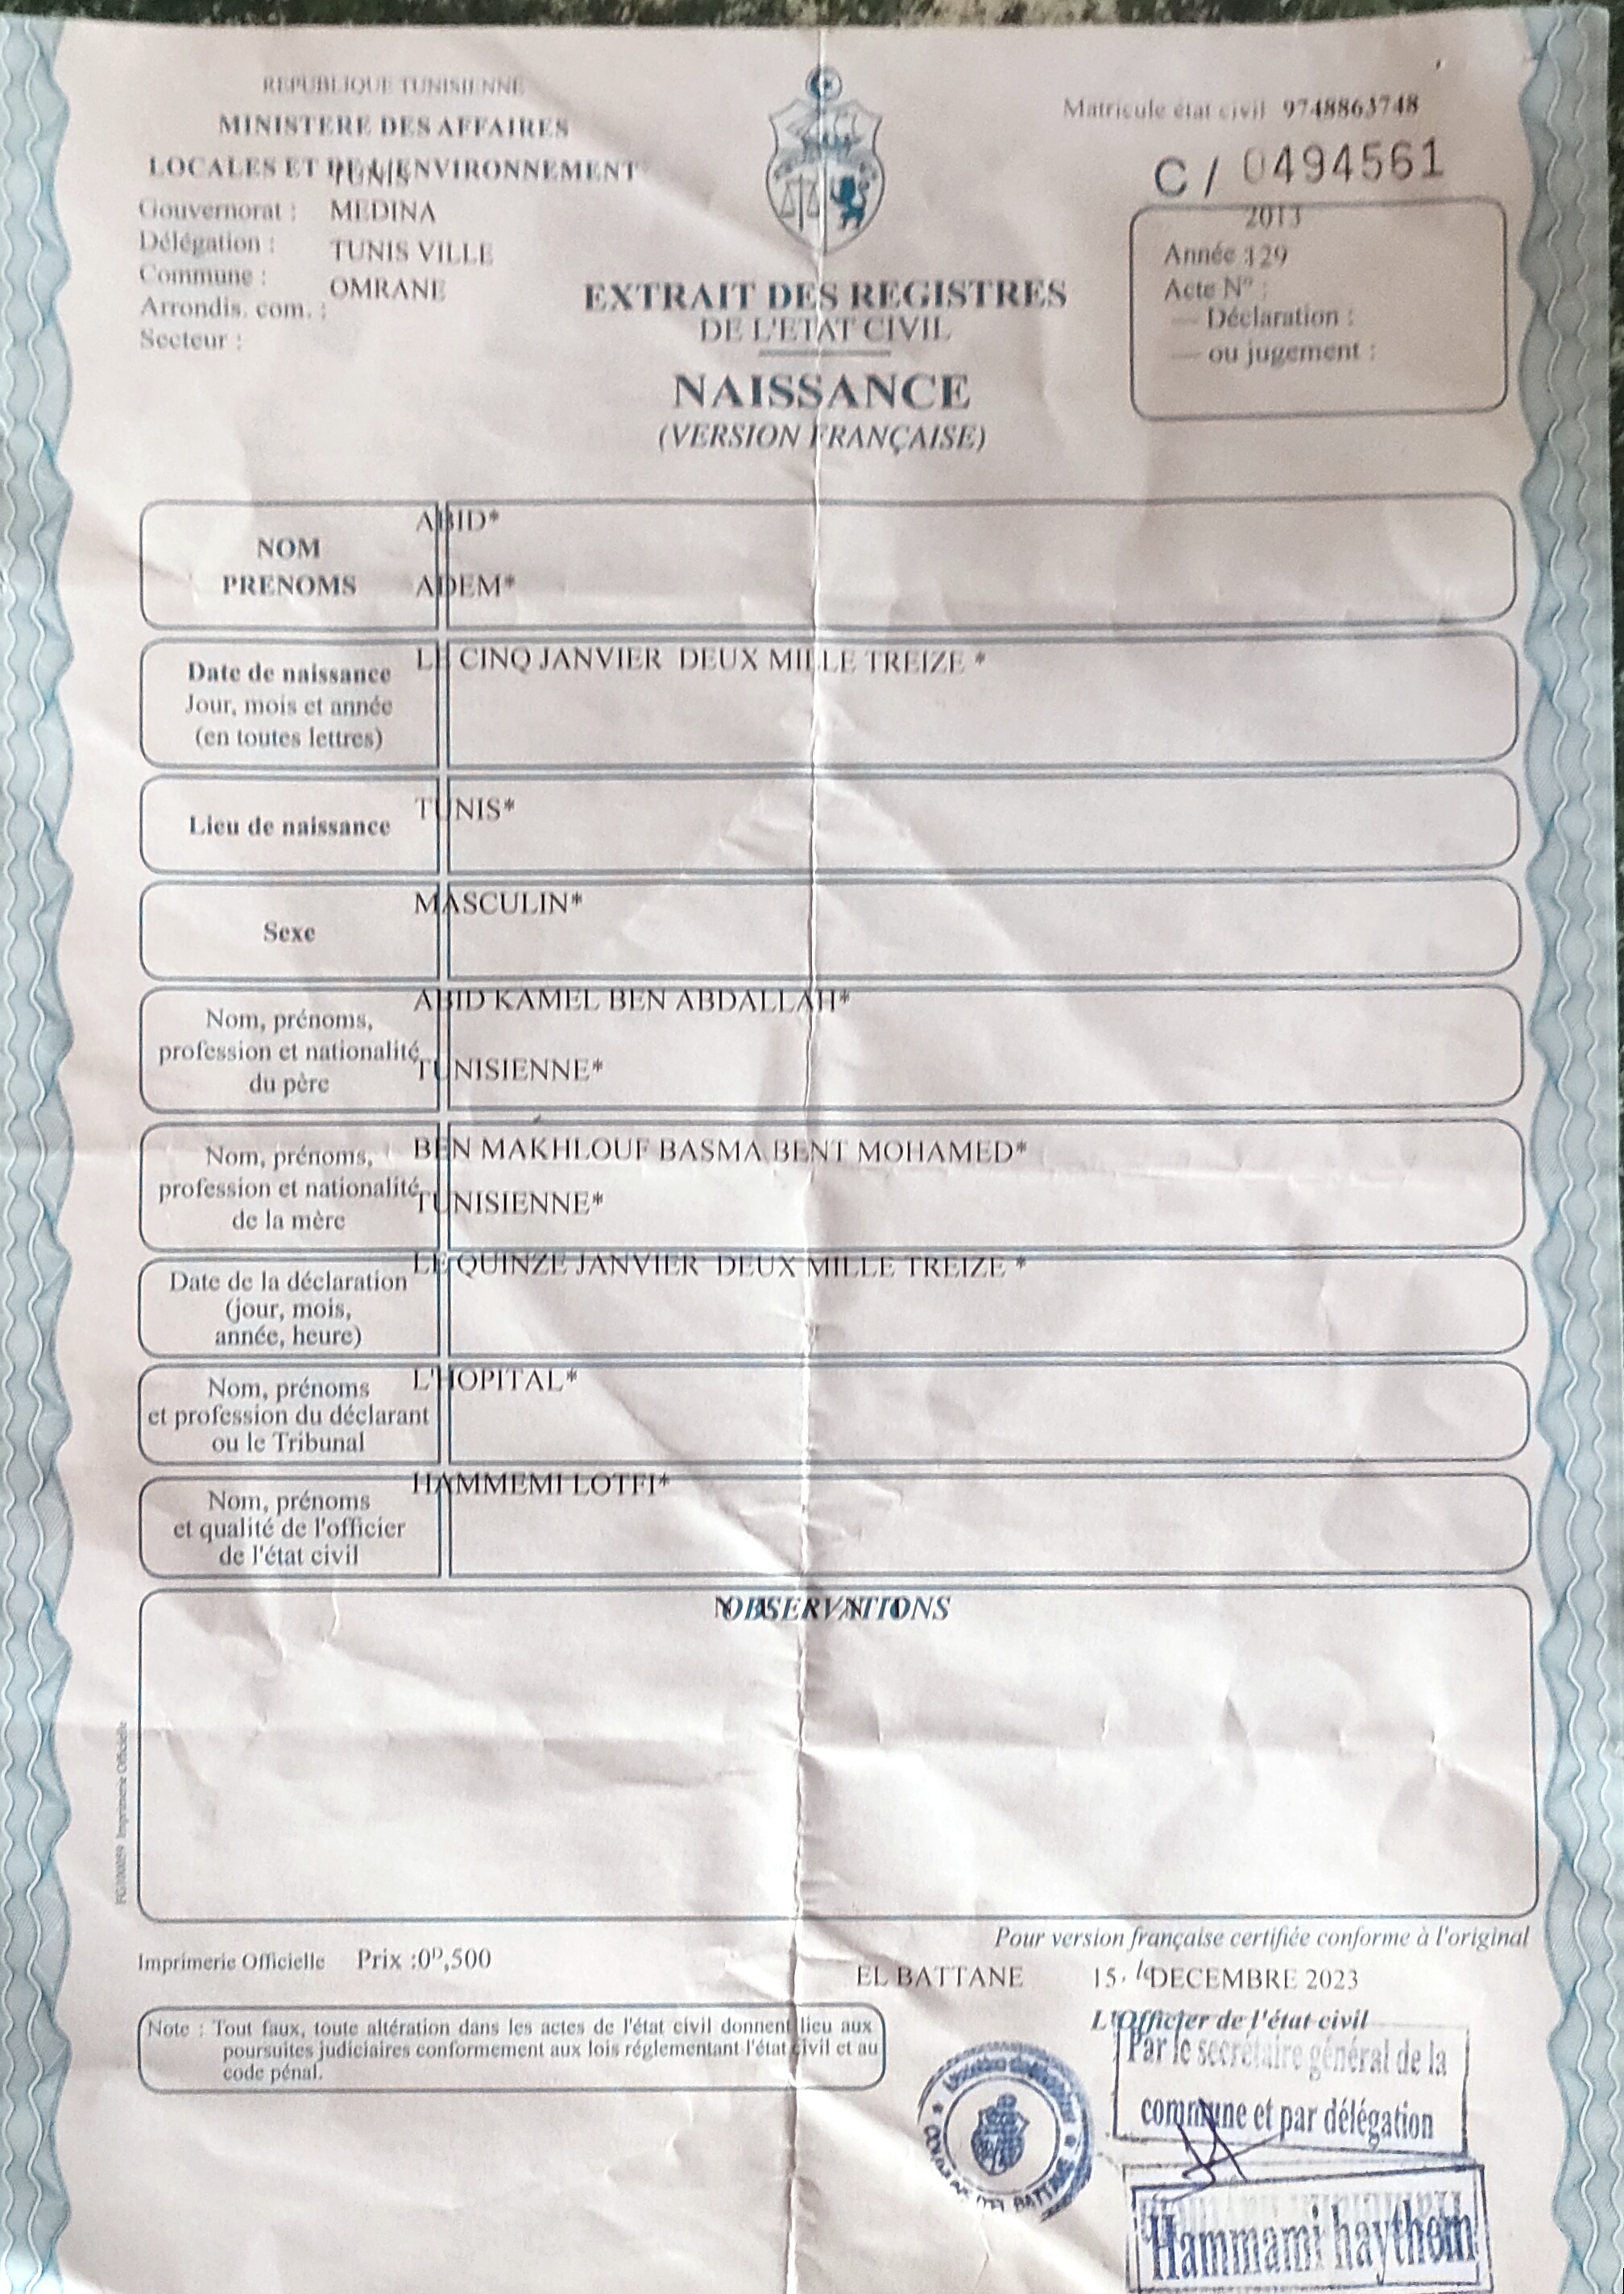 REPUBLIQUE TUNISIENNE
MINISTERE DES AFFAIRES
LOCALES ET DE L'ENVIRONNEMENT
TUNIS
Gouvernorat :
MEDINA
Délégation :
TUNIS VILLE
Commune :
OMRANE
Arrondis. com. :
Secteur :
Matricule état civil 9748863748
C / 0494561
2013
Année :
129
Acte N° :
— Déclaration :
— ou jugement :
EXTRAIT DES REGISTRES
DE L'ETAT CIVIL
NAISSANCE
(VERSION FRANÇAISE)
NOM
PRENOMS
ABID*
ADEM*
Date de naissance
Jour, mois et année
(en toutes lettres)
LE CINQ JANVIER DEUX MILLE TREIZE *
Lieu de naissance
TUNIS*
Sexe
MASCULIN*
Nom, prénoms,
profession et nationalité
du père
ABID KAMEL BEN ABDALLAH*
TUNISIENNE*
Nom, prénoms,
profession et nationalité
de la mère
BEN MAKHLOUF BASMA BENT MOHAMED*
TUNISIENNE*
Date de la déclaration
(jour, mois,
année, heure)
LE QUINZE JANVIER DEUX MILLE TREIZE *
Nom, prénoms
et profession du déclarant
ou le Tribunal
L'HOPITAL*
Nom, prénoms
et qualité de l'officier
de l'état civil
HAMMEMI LOTFI*
OBSERVATIONS
FG100059 Imprimerie Officielle
Pour version française certifiée conforme à l'original
Imprimerie Officielle Prix :0ᴰ,500
EL BATTANE 15, le DECEMBRE 2023
L'Officier de l'état civil
Note : Tout faux, toute altération dans les actes de l'état civil donnent lieu aux
poursuites judiciaires conformement aux lois réglementant l'état civil et au
code pénal.
Par le secrétaire général de la
commune et par délégation
BATTANE
Hammami haythem